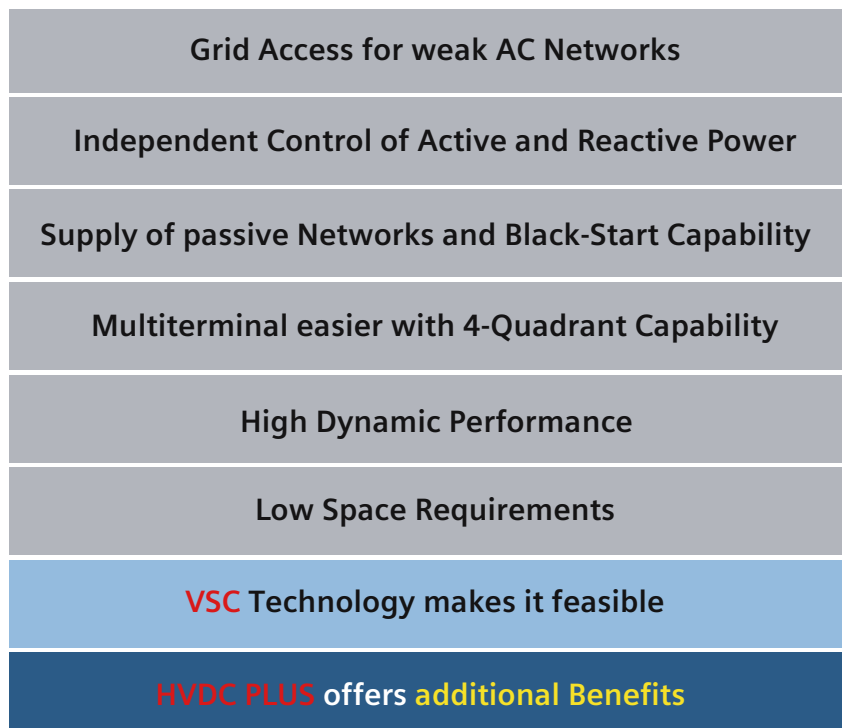 Grid Access for weak AC Networks
Independent Control of Active and Reactive Power
Supply of passive Networks and Black-Start Capability
Multiterminal easier with 4-Quadrant Capability
High Dynamic Performance
Low Space Requirements
VSC Technology makes it feasible
HVDC PLUS offers additional Benefits